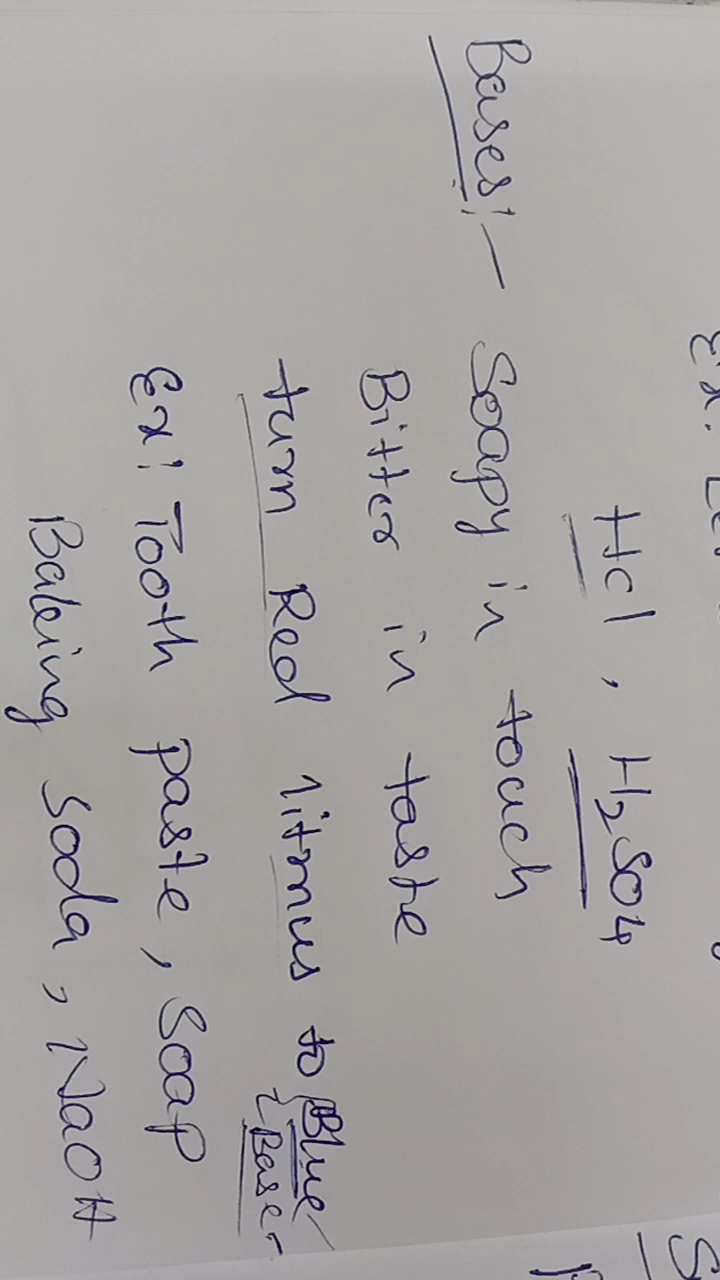 Ex:
HCl, H₂SO4
Bases:- Soapy in touch
Bitter in taste
turn Red litmus to Blue
Base
Ex: Tooth paste, Soap
Baking Soda, NaOH